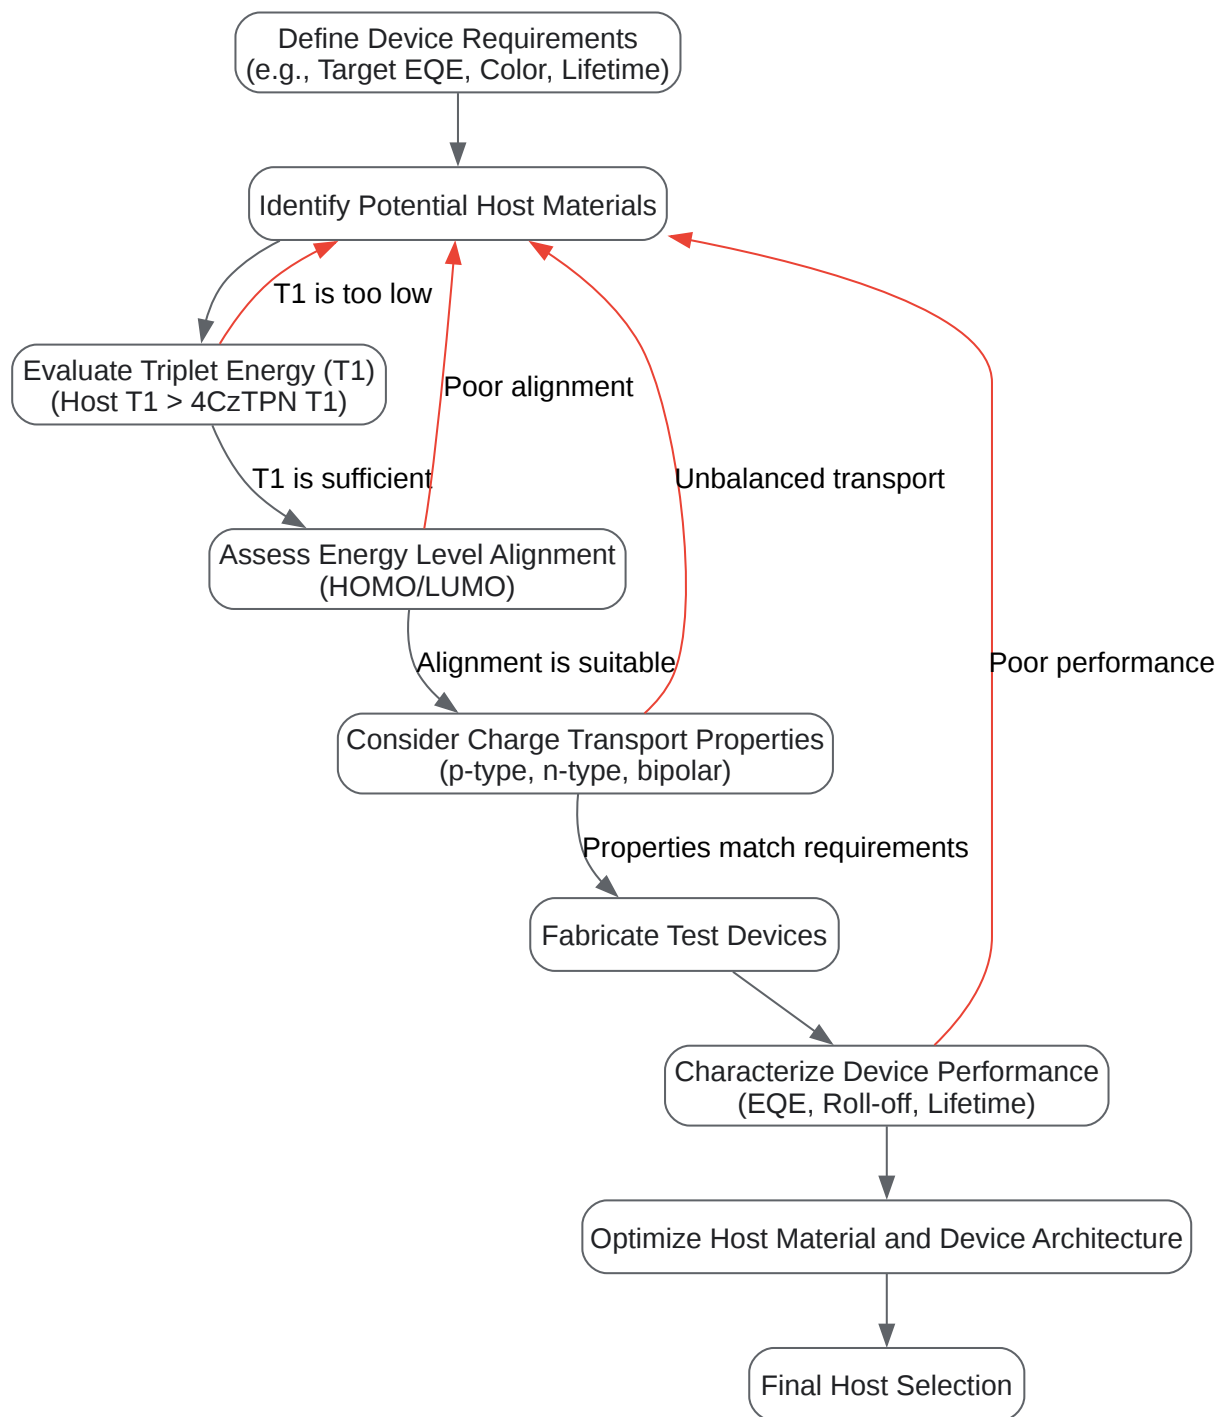 Define Device Requirements
(e.g., Target EQE, Color, Lifetime)
Identify Potential Host Materials
T1 is too low
Evaluate Triplet Energy (T1)
(Host T1 > 4CzTPN T1)
Poor alignment
T1 is sufficient
Unbalanced transport
Assess Energy Level Alignment
(HOMO/LUMO)
Alignment is suitable
Poor performance
Consider Charge Transport Properties
(p-type, n-type, bipolar)
Properties match requirements
Fabricate Test Devices
Characterize Device Performance
(EQE, Roll-off, Lifetime)
Optimize Host Material and Device Architecture
Final Host Selection